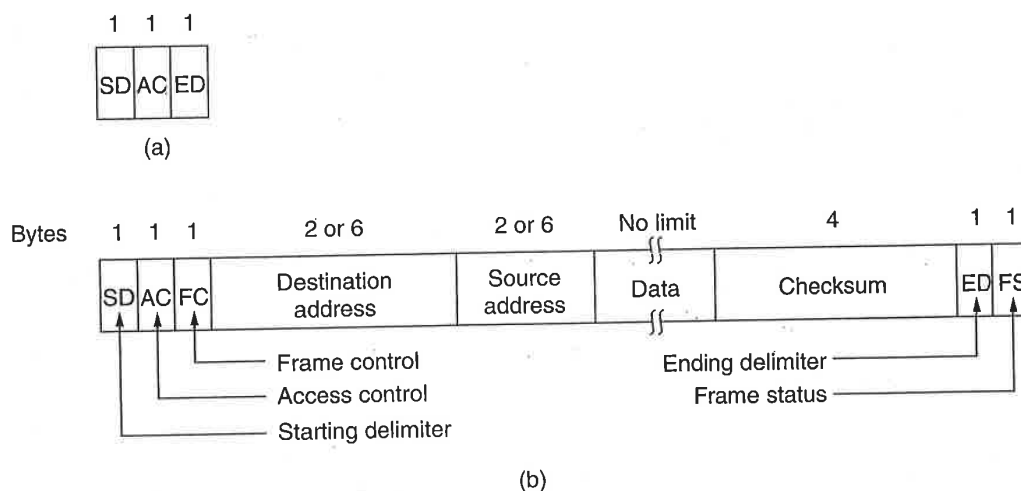 1 1 1
SD AC ED
(a)
Bytes 1 1 1 2 or 6 2 or 6 No limit 4 1 1
SD AC FC Destination address Source address Data Checksum ED FS
Frame control
Access control
Starting delimiter
Ending delimiter
Frame status
(b)